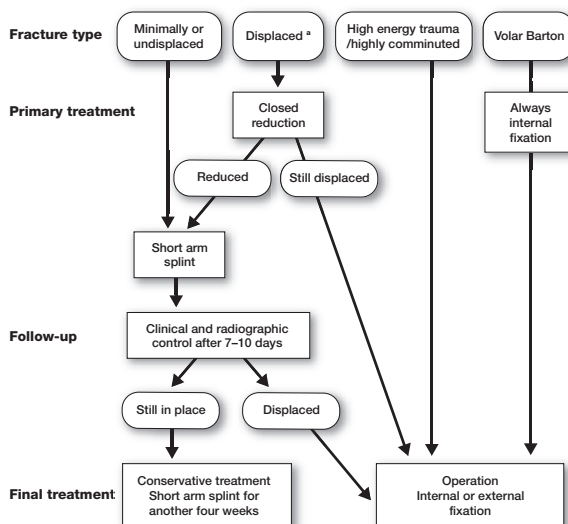 Fracture type
Minimally or
undisplaced
Displaced ᵃ
High energy trauma
/highly comminuted
Volar Barton
Primary treatment
Closed
reduction
Always
internal
fixation
Reduced
Still displaced
Short arm
splint
Follow-up
Clinical and radiographic
control after 7–10 days
Still in place
Displaced
Final treatment
Conservative treatment
Short arm splint for
another four weeks
Operation
Internal or external
fixation